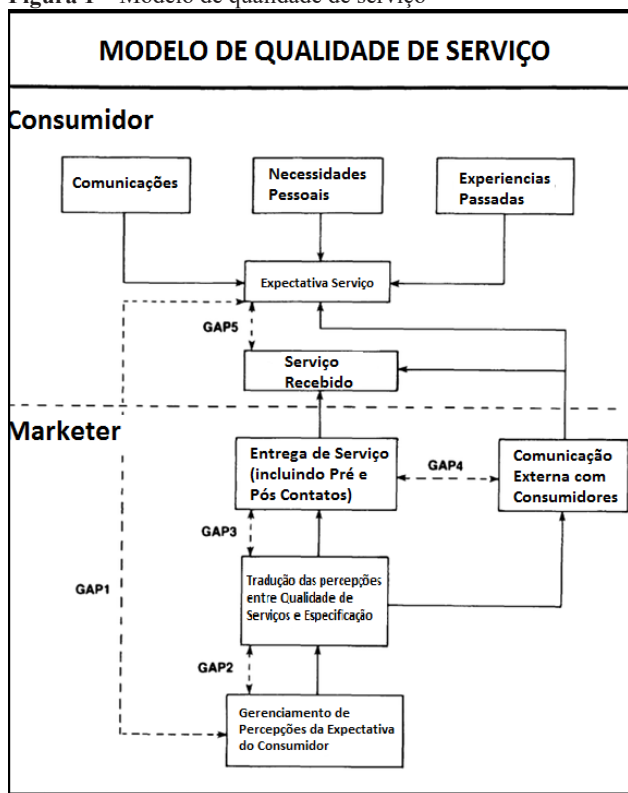 Figura 1 – Modelo de qualidade de serviço
MODELO DE QUALIDADE DE SERVIÇO
Consumidor
Comunicações
Necessidades
Pessoais
Experiencias
Passadas
Expectativa Serviço
GAP5
Serviço
Recebido
Marketer
Entrega de Serviço
(incluindo Pré e
Pós Contatos)
GAP4
Comunicação
Externa com
Consumidores
GAP3
Tradução das percepções
entre Qualidade de
Serviços e Especificação
GAP1
GAP2
Gerenciamento de
Percepções da Expectativa
do Consumidor